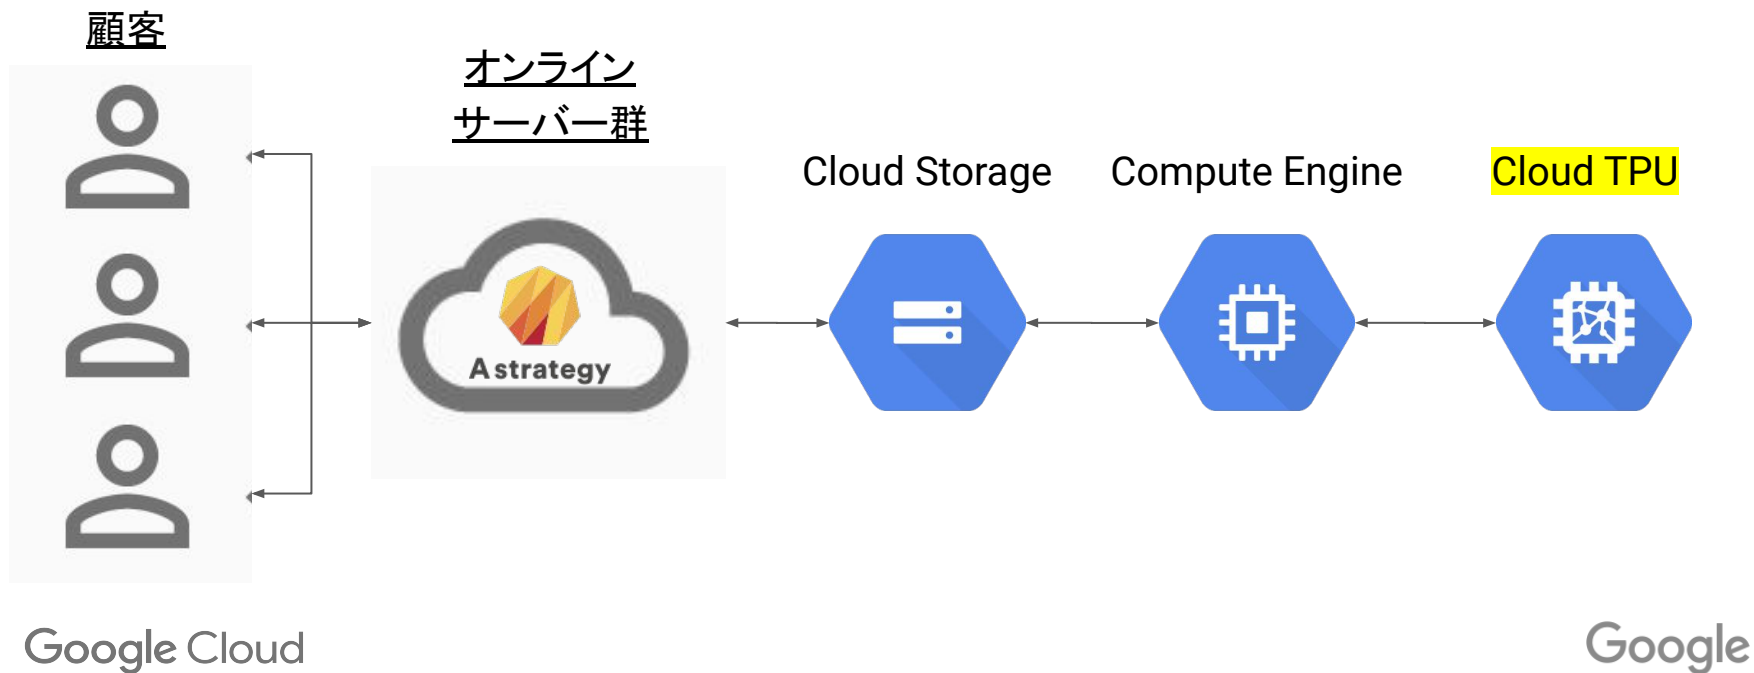 顧客
オンライン
サーバー群
Cloud Storage
Compute Engine
Cloud TPU
A strategy
Google Cloud
Google